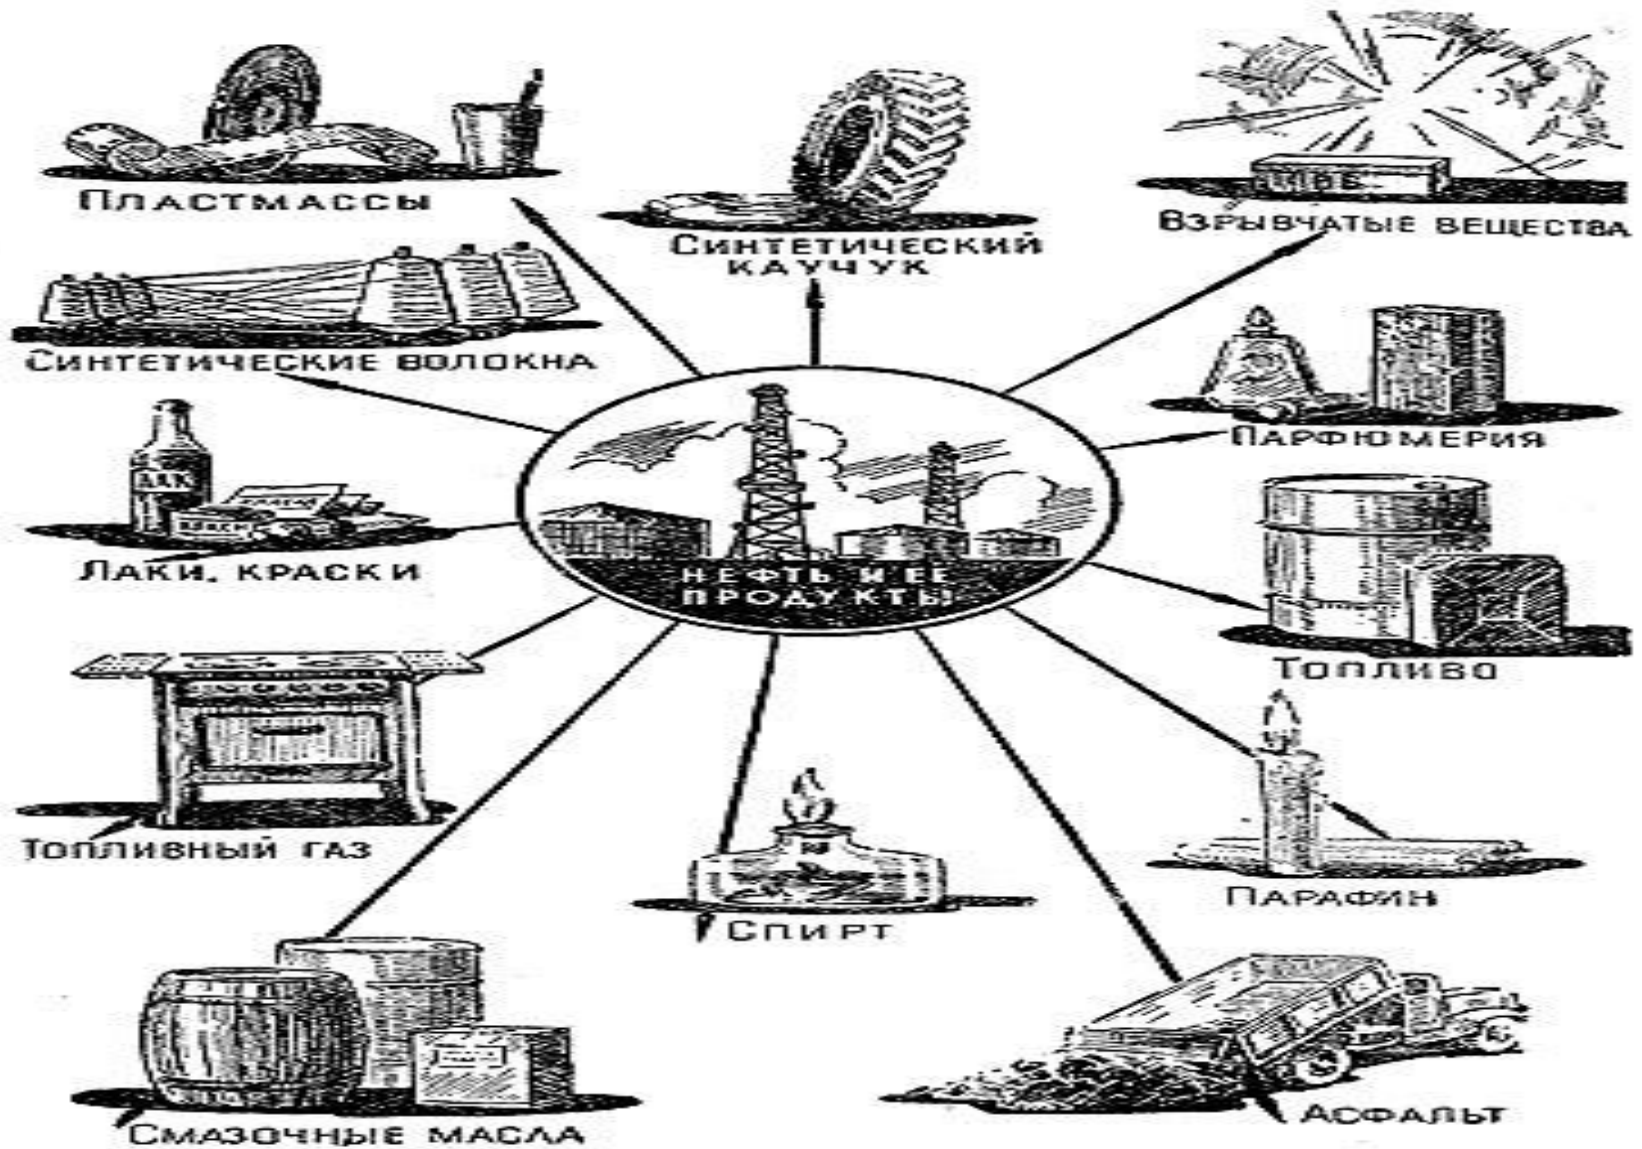 Пластмассы
Синтетический
каучук
Взрывчатые вещества
Синтетические волокна
Парфюмерия
ЛАК
Лаки, краски
Нефть и ее
продукты
Топливо
Топливный газ
Парафин
Спирт
Асфальт
Смазочные масла